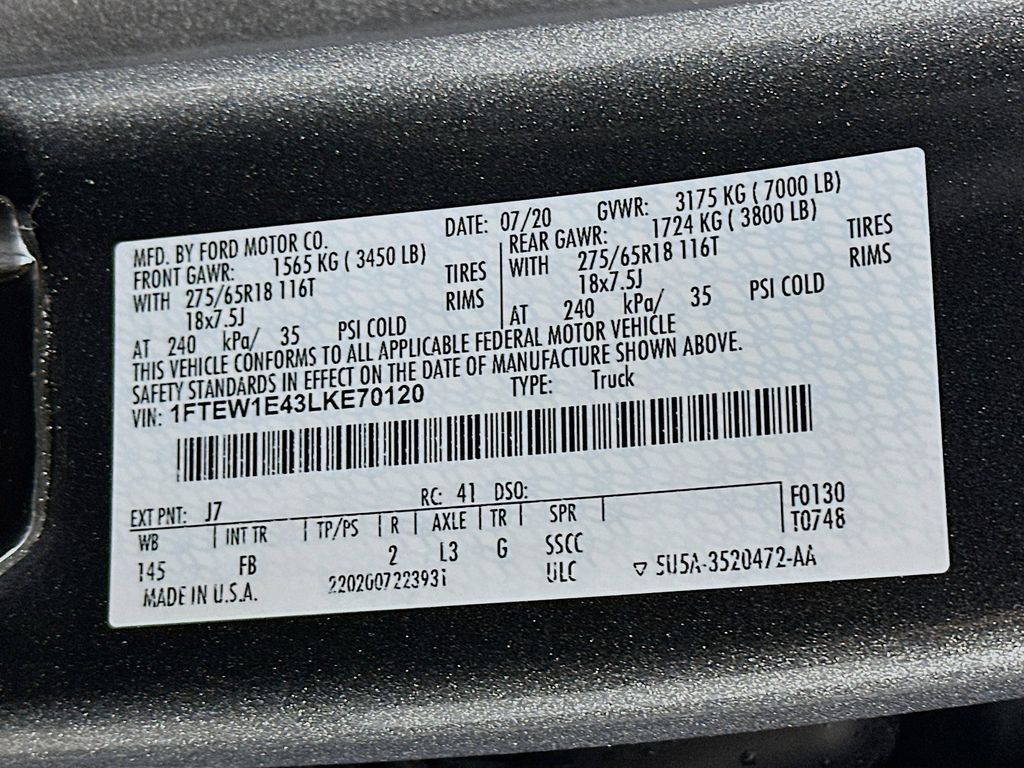 MFD. BY FORD MOTOR CO. DATE: 07/20 GVWR: 3175 KG ( 7000 LB)
FRONT GAWR: 1565 KG ( 3450 LB) REAR GAWR: 1724 KG ( 3800 LB)
WITH 275/65R18 116T TIRES WITH 275/65R18 116T TIRES
18x7.5J RIMS 18x7.5J RIMS
AT 240 kPa/ 35 PSI COLD AT 240 kPa/ 35 PSI COLD
THIS VEHICLE CONFORMS TO ALL APPLICABLE FEDERAL MOTOR VEHICLE
SAFETY STANDARDS IN EFFECT ON THE DATE OF MANUFACTURE SHOWN ABOVE.
VIN: 1FTEW1E43LKE70120 TYPE: Truck
EXT PNT: J7 RC: 41 DSO: F0130
WB INT TR TP/PS R AXLE TR SPR T0748
145 FB 2 L3 G SSCC
MADE IN U.S.A. ULC ▽ 5U5A-3520472-AA